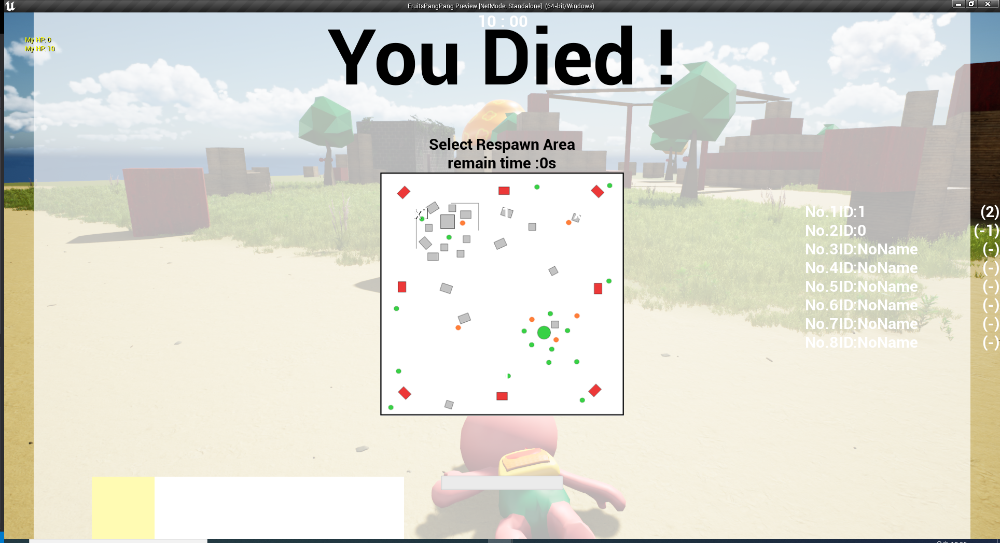 FruitsPangPang Preview [NetMode: Standalone] (64-bit/Windows)
10 : 00
My HP: 0
My HP: 10
You Died !
Select Respawn Area
remain time :0s
No.1ID:1 (2)
No.2ID:0 (-1)
No.3ID:NoName (-)
No.4ID:NoName (-)
No.5ID:NoName (-)
No.6ID:NoName (-)
No.7ID:NoName (-)
No.8ID:NoName (-)